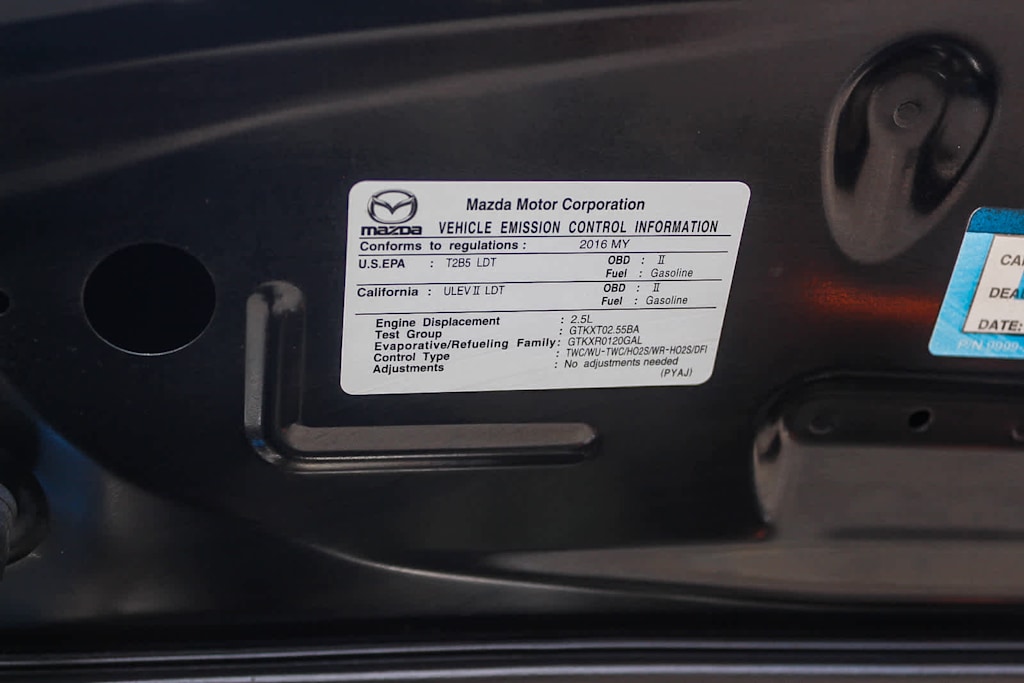 mazda
Mazda Motor Corporation
VEHICLE EMISSION CONTROL INFORMATION
Conforms to regulations : 2016 MY
U.S.EPA : T2B5 LDT OBD : II
Fuel : Gasoline
California : ULEV II LDT OBD : II
Fuel : Gasoline
Engine Displacement : 2.5L
Test Group : GTKXT02.55BA
Evaporative/Refueling Family : GTKXR0120GAL
Control Type : TWC/WU-TWC/HO2S/WR-HO2S/DFI
Adjustments : No adjustments needed
(PYAJ)
CA
DEA
DATE:
P/N 9999